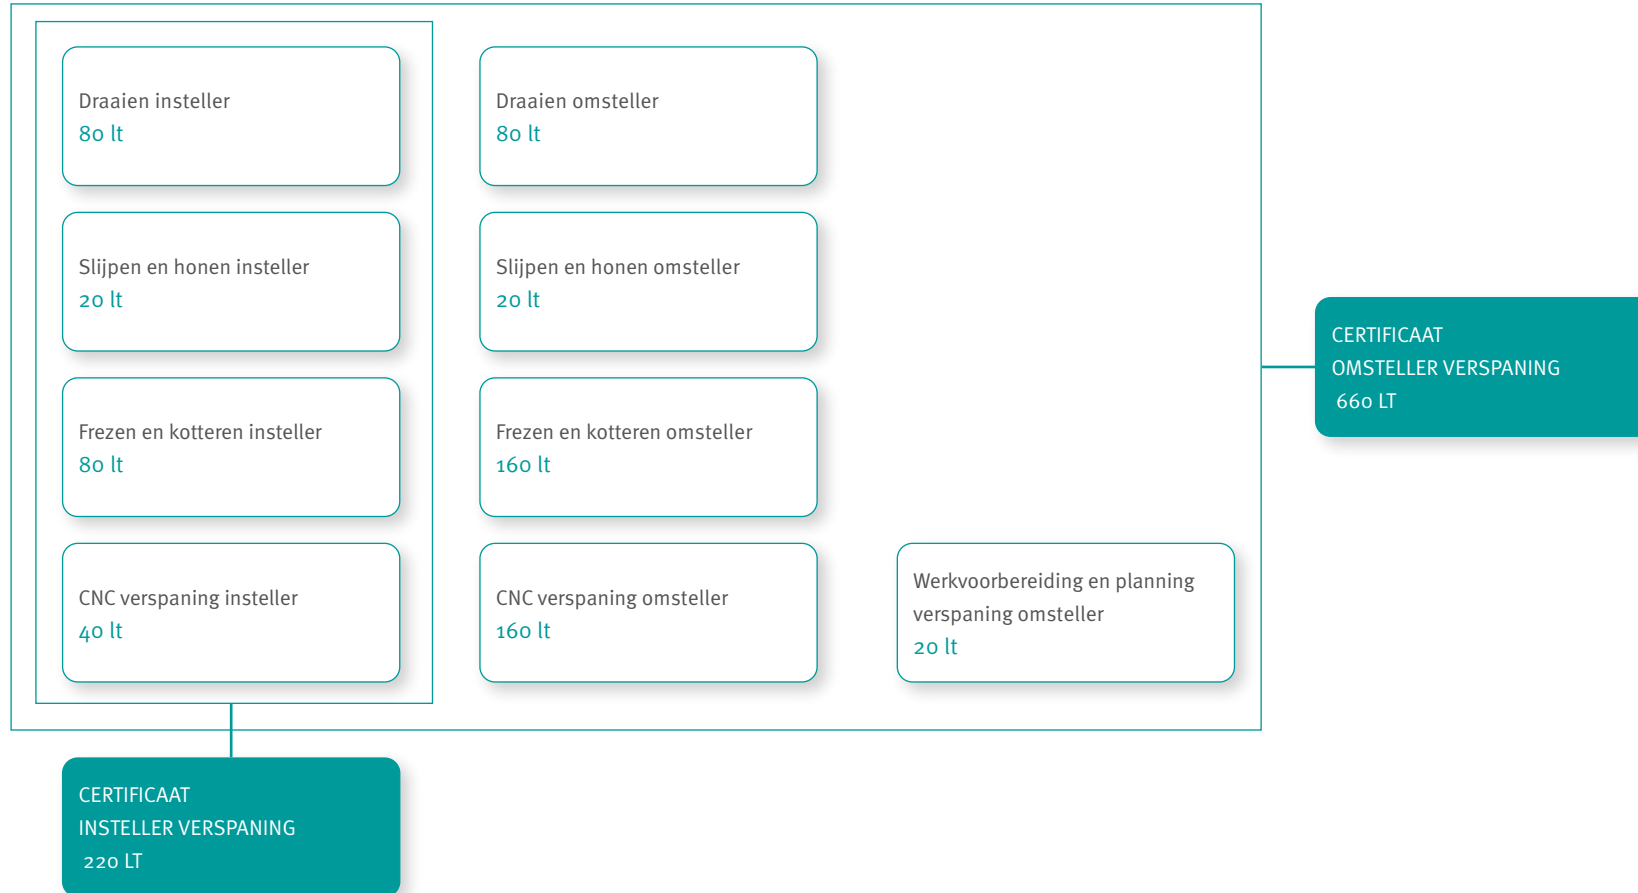 Draaien insteller
80 lt
Draaien omsteller
80 lt
Slijpen en honen insteller
20 lt
Slijpen en honen omsteller
20 lt
CERTIFICAAT
OMSTELLER VERSPANING
660 LT
Frezen en kotteren insteller
80 lt
Frezen en kotteren omsteller
160 lt
CNC verspaning insteller
40 lt
CNC verspaning omsteller
160 lt
Werkvoorbereiding en planning
verspaning omsteller
20 lt
CERTIFICAAT
INSTELLER VERSPANING
220 LT